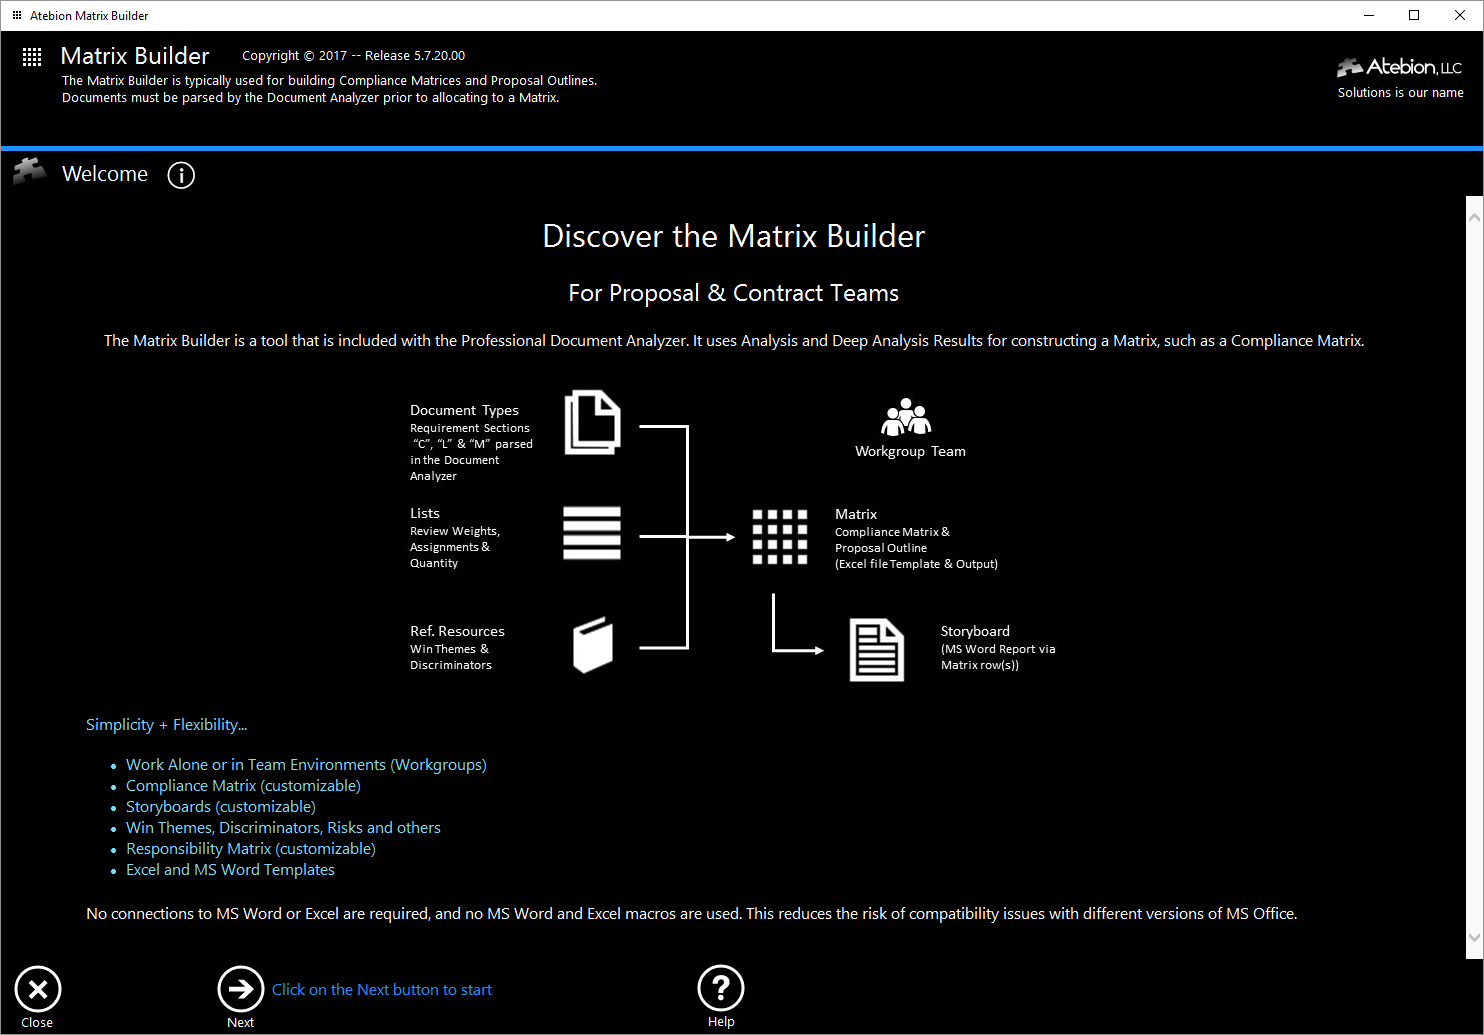 Atebion Matrix Builder
Matrix Builder Copyright © 2017 -- Release 5.7.20.00
The Matrix Builder is typically used for building Compliance Matrices and Proposal Outlines.
Documents must be parsed by the Document Analyzer prior to allocating to a Matrix.
Atebion, LLC
Solutions is our name
Welcome
Discover the Matrix Builder
For Proposal & Contract Teams
The Matrix Builder is a tool that is included with the Professional Document Analyzer. It uses Analysis and Deep Analysis Results for constructing a Matrix, such as a Compliance Matrix.
Document Types
Requirement Sections
“C”, “L” & “M” parsed
in the Document
Analyzer
Workgroup Team
Lists
Review Weights,
Assignments &
Quantity
Matrix
Compliance Matrix &
Proposal Outline
(Excel file Template & Output)
Ref. Resources
Win Themes &
Discriminators
Storyboard
(MS Word Report via
Matrix row(s))
Simplicity + Flexibility...
• Work Alone or in Team Environments (Workgroups)
• Compliance Matrix (customizable)
• Storyboards (customizable)
• Win Themes, Discriminators, Risks and others
• Responsibility Matrix (customizable)
• Excel and MS Word Templates
No connections to MS Word or Excel are required, and no MS Word and Excel macros are used. This reduces the risk of compatibility issues with different versions of MS Office.
Click on the Next button to start
Close
Next
Help